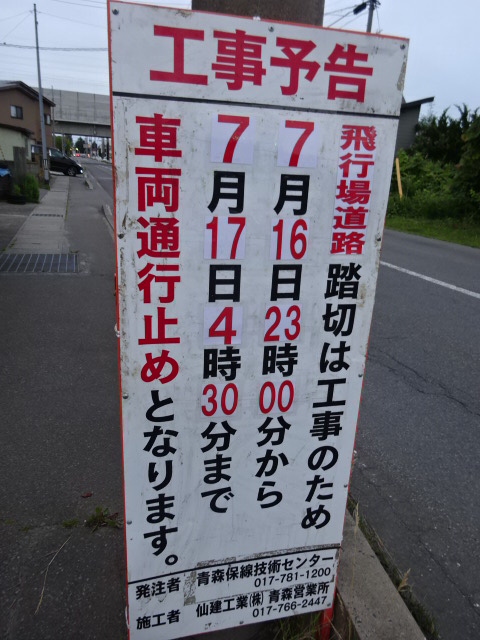 工事予告
飛行場道路踏切は工事のため
7月16日23時00分から
7月17日4時30分まで
車両通行止めとなります。
発注者 青森保線技術センター
017-781-1200
施工者 仙建工業(株)青森営業所
017-766-2447